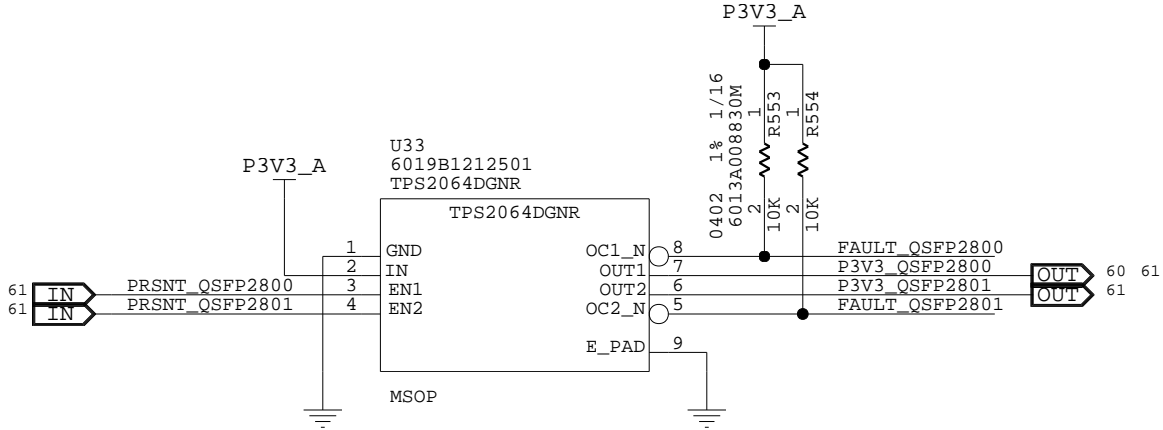 P3V3_A
0402 1% 1/16
6013A008830M
1
R553
2
10K
1
R554
2
10K
P3V3_A
U33
6019B1212501
TPS2064DGNR
TPS2064DGNR
1 GND
2 IN
61 IN PRSNT_QSFP2800 3 EN1
61 IN PRSNT_QSFP2801 4 EN2
OC1_N 8 FAULT_QSFP2800
OUT1 7 P3V3_QSFP2800 OUT 60 61
OUT2 6 P3V3_QSFP2801 OUT 61
OC2_N 5 FAULT_QSFP2801
E_PAD 9
MSOP